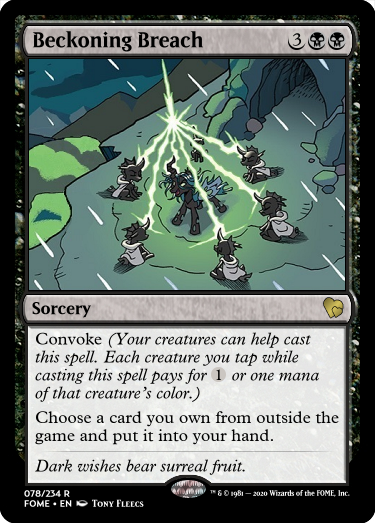 Beckoning Breach 3
Sorcery
Convoke (Your creatures can help cast
this spell. Each creature you tap while
casting this spell pays for 1 or one mana
of that creature's color.)
Choose a card you own from outside the
game and put it into your hand.
Dark wishes bear surreal fruit.
078/234 R
FOME • EN Tony Fleecs
™ & © 1981 — 2020 Wizards of the FOME, Inc.